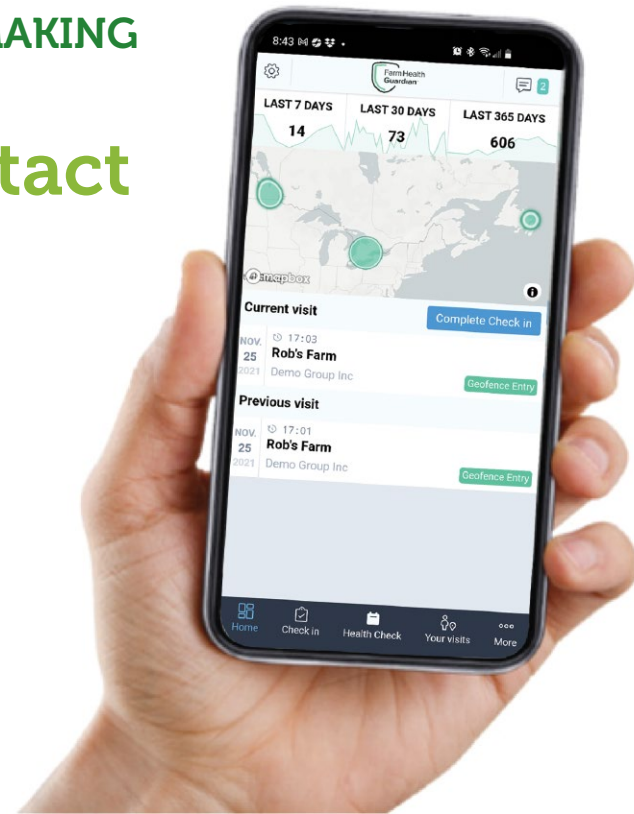 MAKING
tact
8:43
Farm Health
Guardian
2
LAST 7 DAYS
14
LAST 30 DAYS
73
LAST 365 DAYS
606
mapbox
Current visit
Complete Check in
NOV.
25
2021
17:03
Rob's Farm
Demo Group Inc
Geofence Entry
Previous visit
NOV.
25
2021
17:01
Rob's Farm
Demo Group Inc
Geofence Entry
Home
Check in
Health Check
Your visits
More